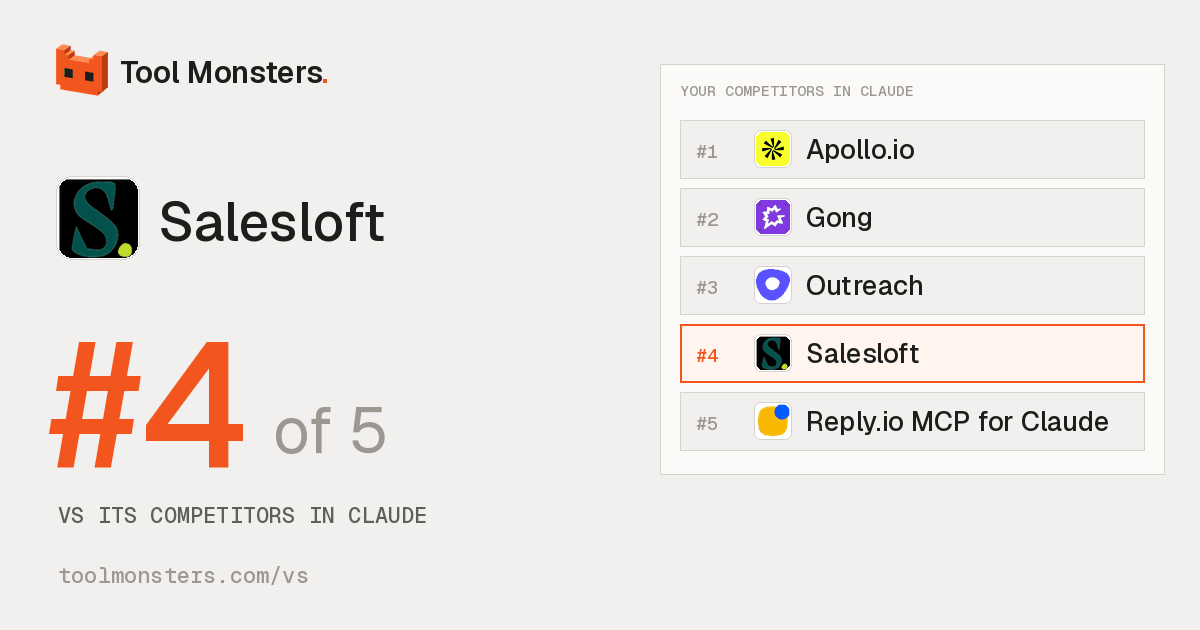 Tool Monsters.
Salesloft
#4 of 5
VS ITS COMPETITORS IN CLAUDE
toolmonsters.com/vs
YOUR COMPETITORS IN CLAUDE
#1 Apollo.io
#2 Gong
#3 Outreach
#4 Salesloft
#5 Reply.io MCP for Claude